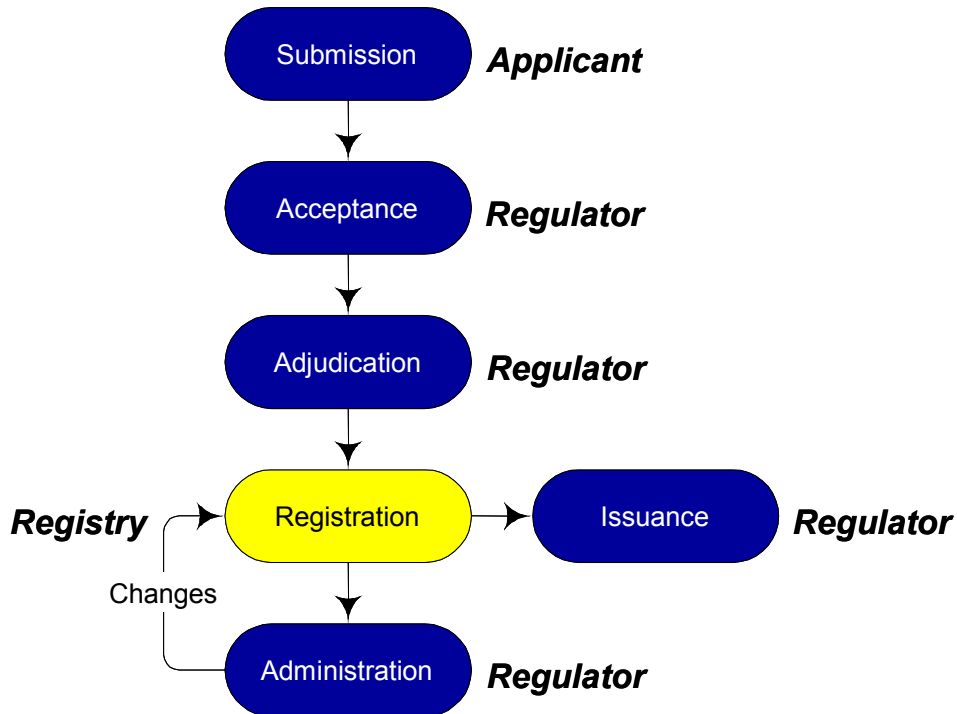 Submission
Applicant
Acceptance
Regulator
Adjudication
Regulator
Registry
Registration
Issuance
Regulator
Changes
Administration
Regulator